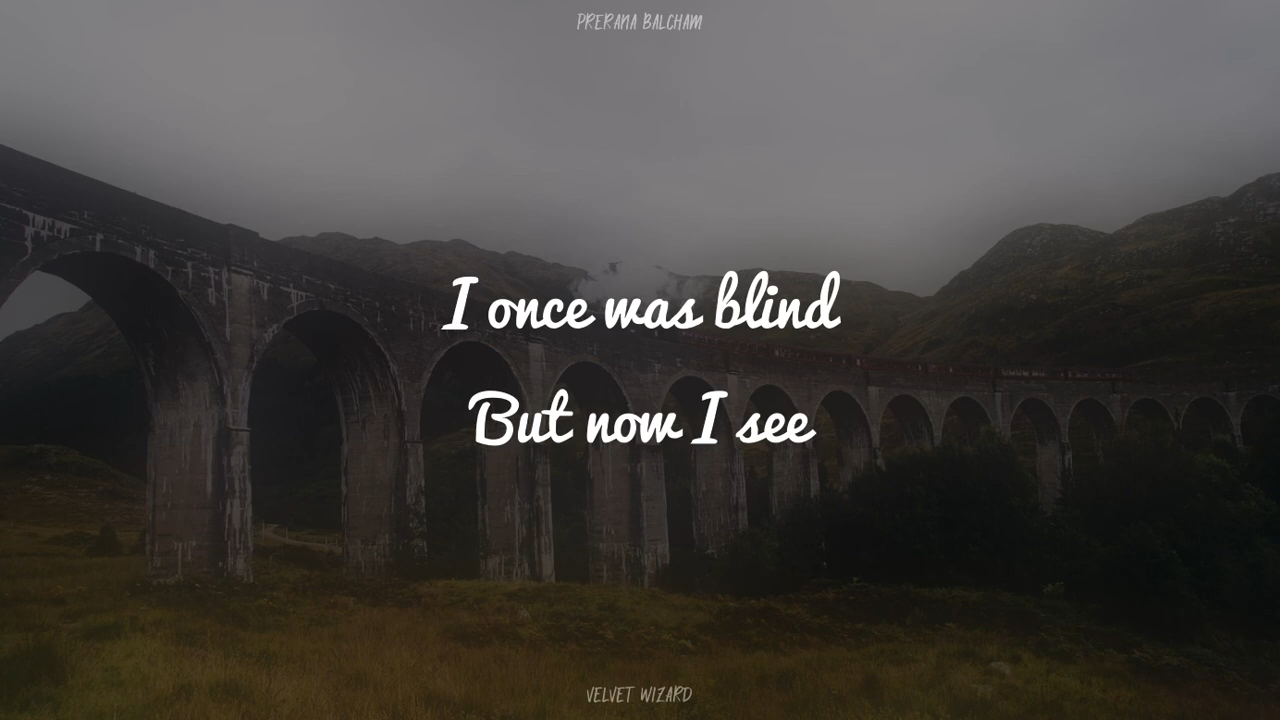 PRERANA BALCHAM
I once was blind
But now I see
VELVET WIZARD